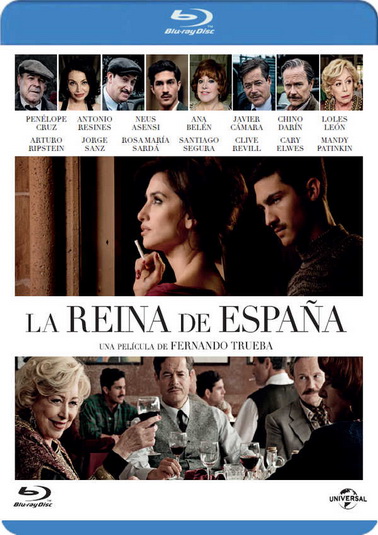 Blu-ray Disc
PENÉLOPE CRUZ
ANTONIO RESINES
NEUS ASENSI
ANA BELÉN
JAVIER CÁMARA
CHINO DARÍN
LOLES LEÓN
ARTURO RIPSTEIN
JORGE SANZ
ROSA MARÍA SARDÁ
SANTIAGO SEGURA
CLIVE REVILL
CARY ELWES
MANDY PATINKIN
LA REINA DE ESPAÑA
UNA PELÍCULA DE FERNANDO TRUEBA
Blu-ray Disc
UNIVERSAL